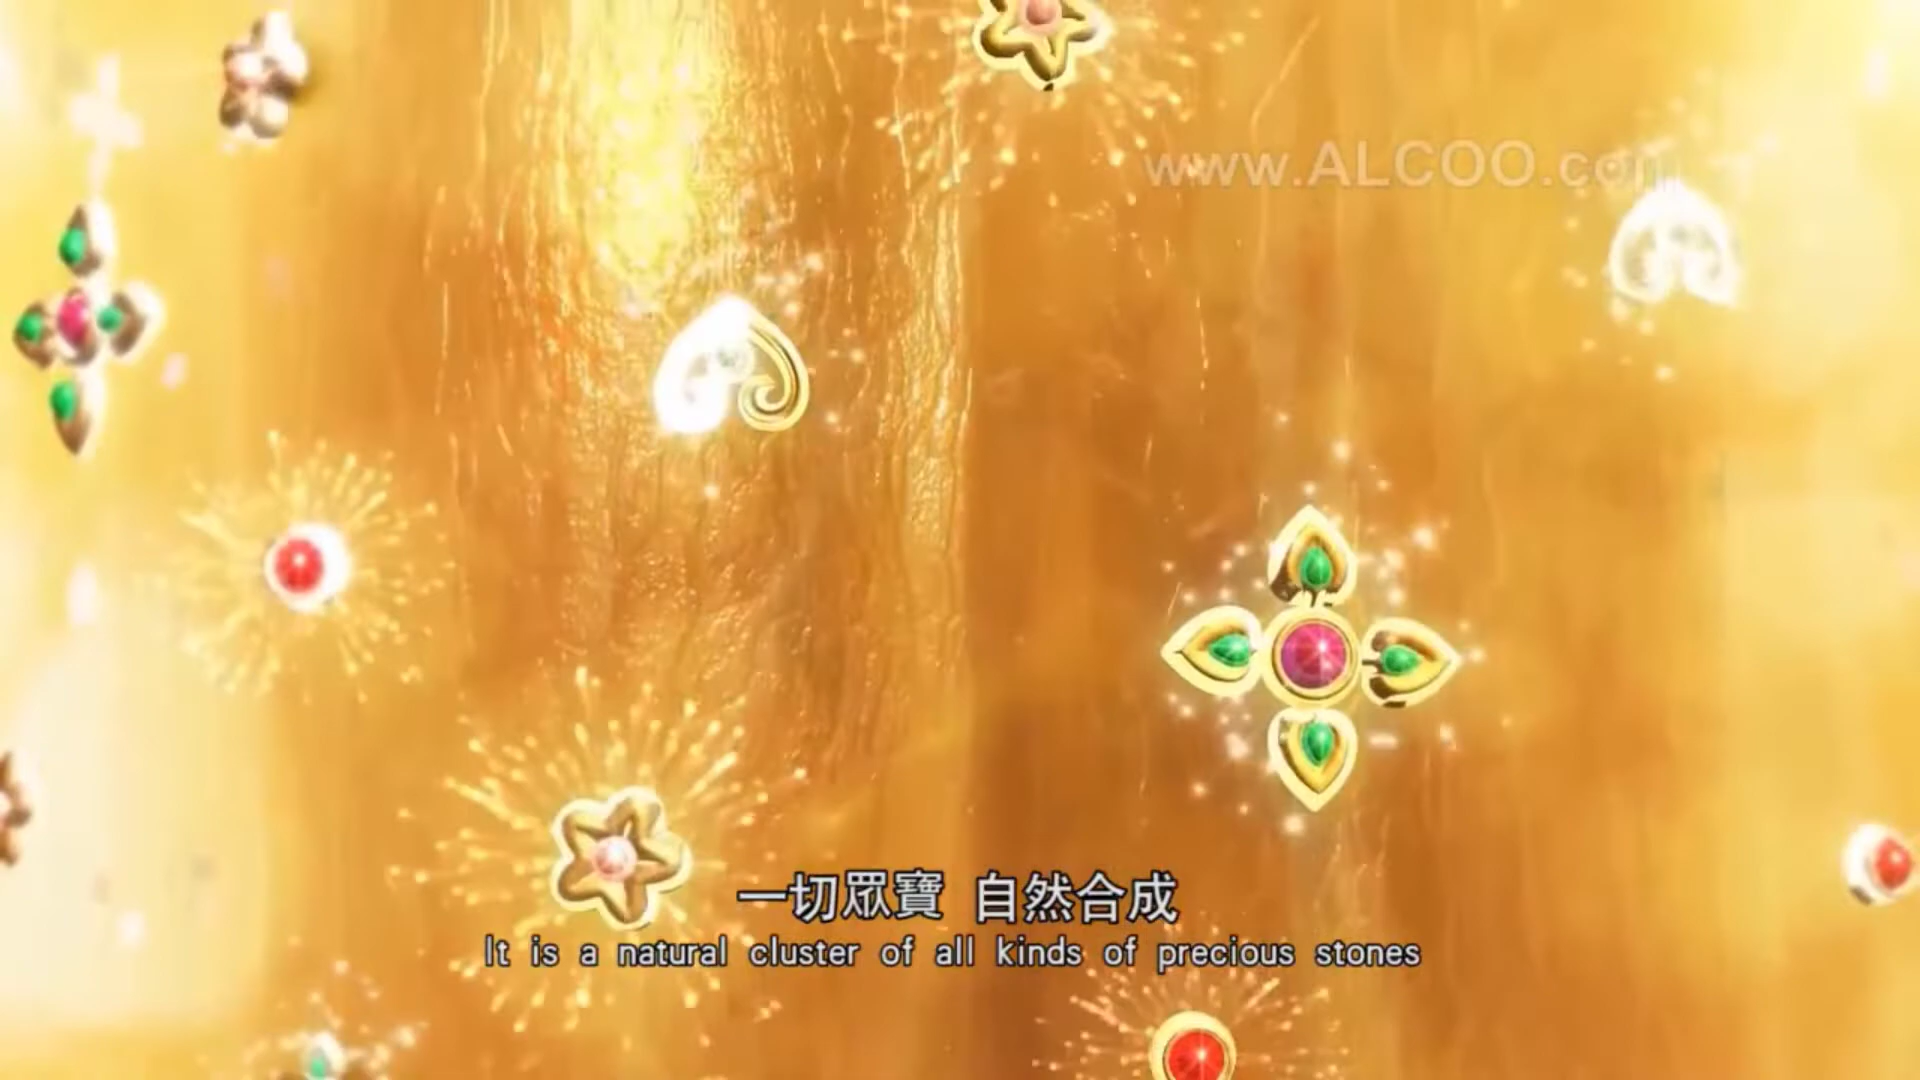 www.ALCOO.com
一切眾寶 自然合成
It is a natural cluster of all kinds of precious stones